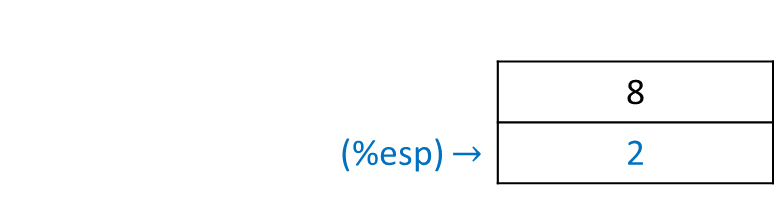 8
(%esp) → 2